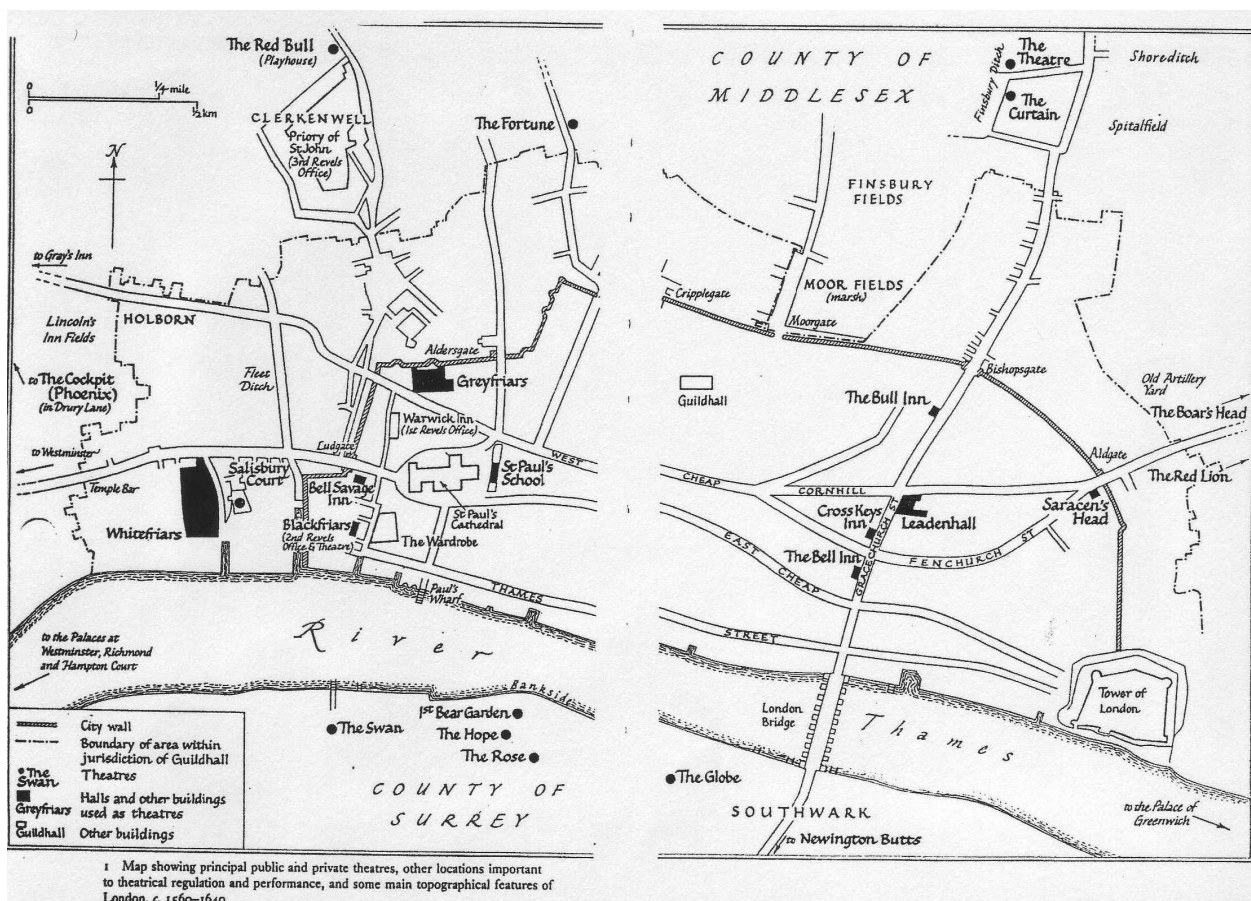 The Red Bull
(Playhouse)
0
1/4 mile
0
1/2 km
CLERKENWELL
Priory of
St John
(3rd Revels
Office)
The Fortune
N
to Gray's Inn
HOLBORN
Lincoln's
Inn Fields
to The Cockpit
(Phoenix)
(in Drury Lane)
Fleet
Ditch
Aldersgate
Greyfriars
Warwick Inn
(1st Revels Office)
to Westminster
Ludgate
WEST
Temple Bar
Salisbury
Court
Bell Savage
Inn
St Paul's
School
St Paul's
Cathedral
Whitefriars
Blackfriars
(2nd Revels
Office & Theatre)
The Wardrobe
THAMES
Paul's
Wharf
River
to the Palaces at
Westminster, Richmond
and Hampton Court
Bankside
1st Bear Garden
The Swan
The Hope
The Rose
COUNTY OF
SURREY
City wall
Boundary of area within
jurisdiction of Guildhall
The
Swan
Theatres
Greyfriars
Halls and other buildings
used as theatres
Guildhall
Other buildings
COUNTY OF
MIDDLESEX
Finsbury Ditch
The
Theatre
Shoreditch
The
Curtain
Spitalfield
FINSBURY
FIELDS
MOOR FIELDS
(marsh)
Cripplegate
Moorgate
Bishopsgate
Guildhall
The Bull Inn
Old Artillery
Yard
The Boar's Head
Aldgate
The Red Lion
CHEAP
CORNHILL
Saracen's
Head
Cross Keys
Inn
Leadenhall
GRACECHURCH ST
FENCHURCH ST
EAST
CHEAP
The Bell Inn
STREET
London
Bridge
Thames
Tower of
London
The Globe
SOUTHWARK
to Newington Butts
to the Palace of
Greenwich
1 Map showing principal public and private theatres, other locations important
to theatrical regulation and performance, and some main topographical features of
London, c. 1560–1640